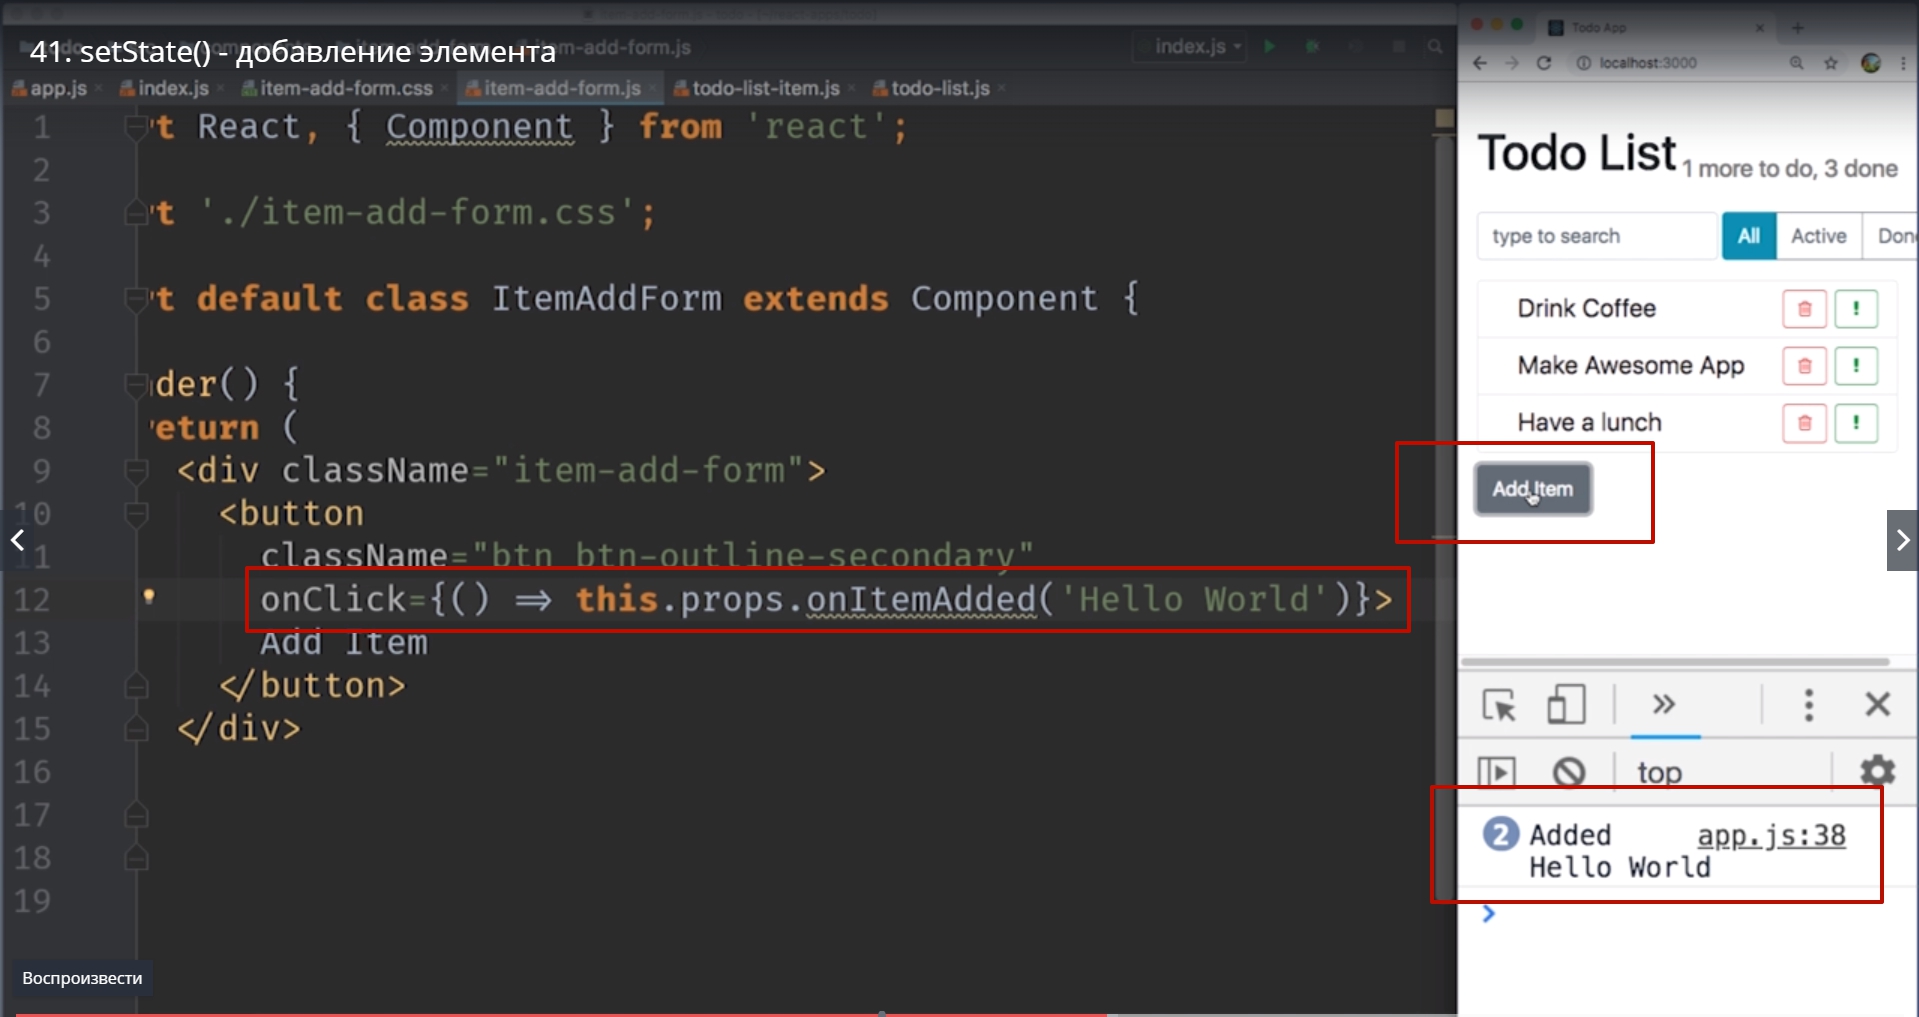 41. setState() - добавление элемента
item-add-form.js
index.js
app.js
index.js
item-add-form.css
item-add-form.js
todo-list-item.js
todo-list.js
1 't React, { Component } from 'react';
2
3 't './item-add-form.css';
4
5 't default class ItemAddForm extends Component {
6
7 der() {
8 eturn (
9 <div className="item-add-form">
10 <button
11 className="btn btn-outline-secondary"
12 onClick={() => this.props.onItemAdded('Hello World')}>
13 Add Item
14 </button>
15 </div>
16
17
18
19
Воспроизвести
Todo App
localhost:3000
Todo List 1 more to do, 3 done
type to search
All
Active
Done
Drink Coffee
Make Awesome App
Have a lunch
Add Item
top
2 Added app.js:38
Hello World